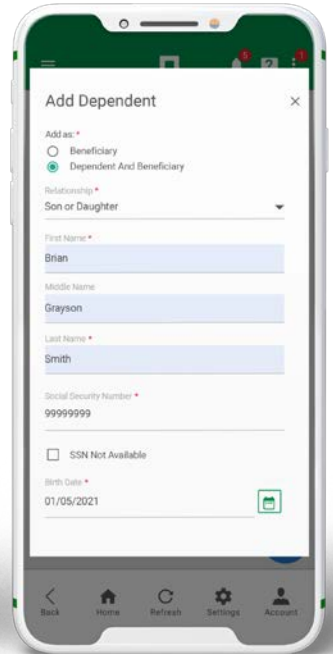 5
?
1
Add Dependent ×
Add as: *
Beneficiary
Dependent And Beneficiary
Relationship *
Son or Daughter
First Name *
Brian
Middle Name
Grayson
Last Name *
Smith
Social Security Number *
99999999
SSN Not Available
Birth Date *
01/05/2021
Back Home Refresh Settings Account